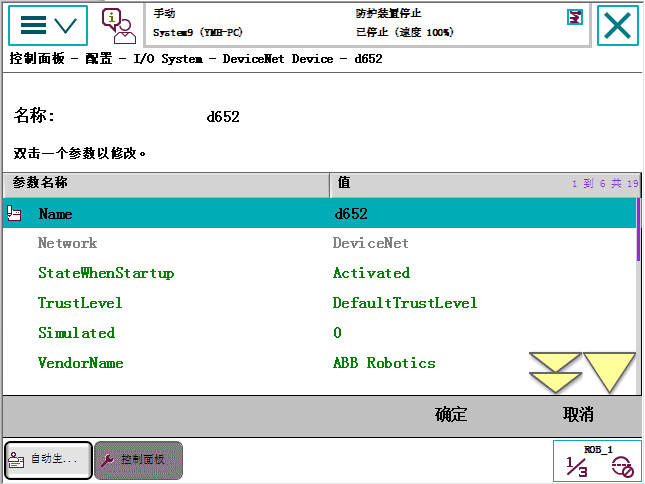 手动 防护装置停止
System9 (YMH-PC) 已停止 (速度 100%)
控制面板 - 配置 - I/O System - DeviceNet Device - d652
名称: d652
双击一个参数以修改。
参数名称 值 1 到 6 共 19
Name d652
Network DeviceNet
StateWhenStartup Activated
TrustLevel DefaultTrustLevel
Simulated 0
VendorName ABB Robotics
确定 取消
自动生... 控制面板 ROB_1
1/3